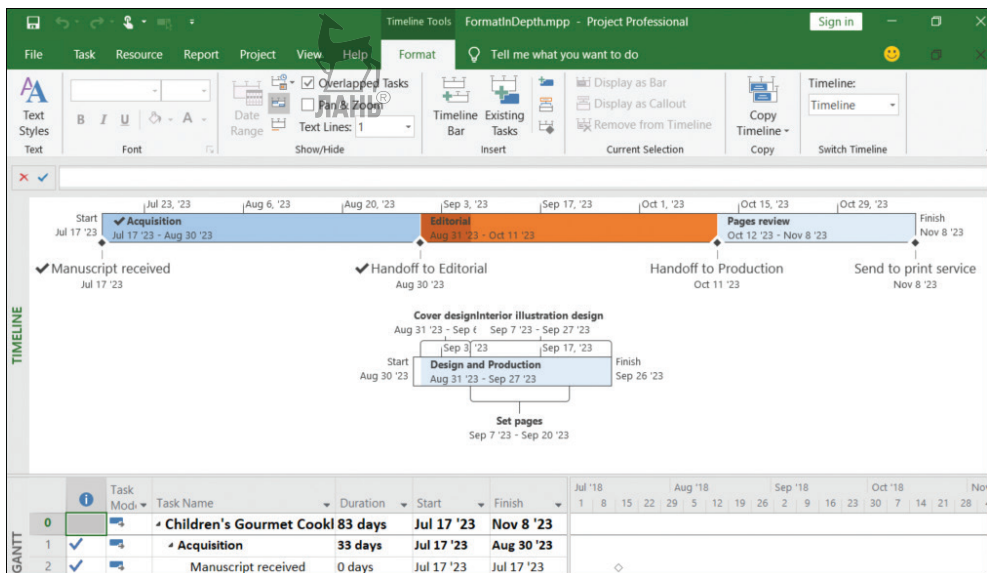 Timeline Tools FormatInDepth.mpp - Project Professional Sign in
File Task Resource Report Project View Help Format Tell me what you want to do
Text Styles
Text
B I U A
Font
Date Range
Overlapped Tasks
Pan & Zoom
Text Lines: 1
Show/Hide
Timeline Bar
Existing Tasks
Insert
Display as Bar
Display as Callout
Remove from Timeline
Current Selection
Copy Timeline
Copy
Timeline:
Timeline
Switch Timeline
JIAHE®
TIMELINE
Jul 23, '23 Aug 6, '23 Aug 20, '23 Sep 3, '23 Sep 17, '23 Oct 1, '23 Oct 15, '23 Oct 29, '23
Start
Jul 17 '23
Acquisition
Jul 17 '23 - Aug 30 '23
Editorial
Aug 31 '23 - Oct 11 '23
Pages review
Oct 12 '23 - Nov 8 '23
Finish
Nov 8 '23
Manuscript received
Jul 17 '23
Handoff to Editorial
Aug 30 '23
Handoff to Production
Oct 11 '23
Send to print service
Nov 8 '23
Cover design Interior illustration design
Aug 31 '23 - Sep 6 Sep 7 '23 - Sep 27 '23
Sep 3, '23 Sep 17, '23
Start
Aug 30 '23
Design and Production
Aug 31 '23 - Sep 27 '23
Finish
Sep 26 '23
Set pages
Sep 7 '23 - Sep 20 '23
GANTT
Task Mode Task Name Duration Start Finish
Jul '18 Aug '18 Sep '18 Oct '18 Nov
1 8 15 22 29 5 12 19 26 2 9 16 23 30 7 14 21 28
0 Children's Gourmet Cookl 83 days Jul 17 '23 Nov 8 '23
1 Acquisition 33 days Jul 17 '23 Aug 30 '23
2 Manuscript received 0 days Jul 17 '23 Jul 17 '23